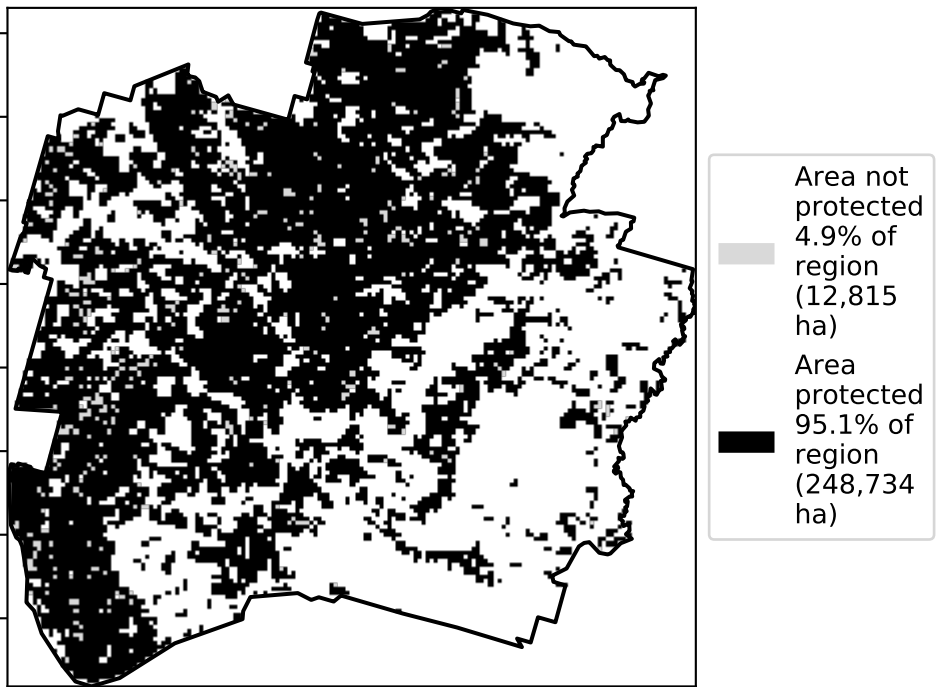 Area not
protected
4.9% of
region
(12,815
ha)
Area
protected
95.1% of
region
(248,734
ha)